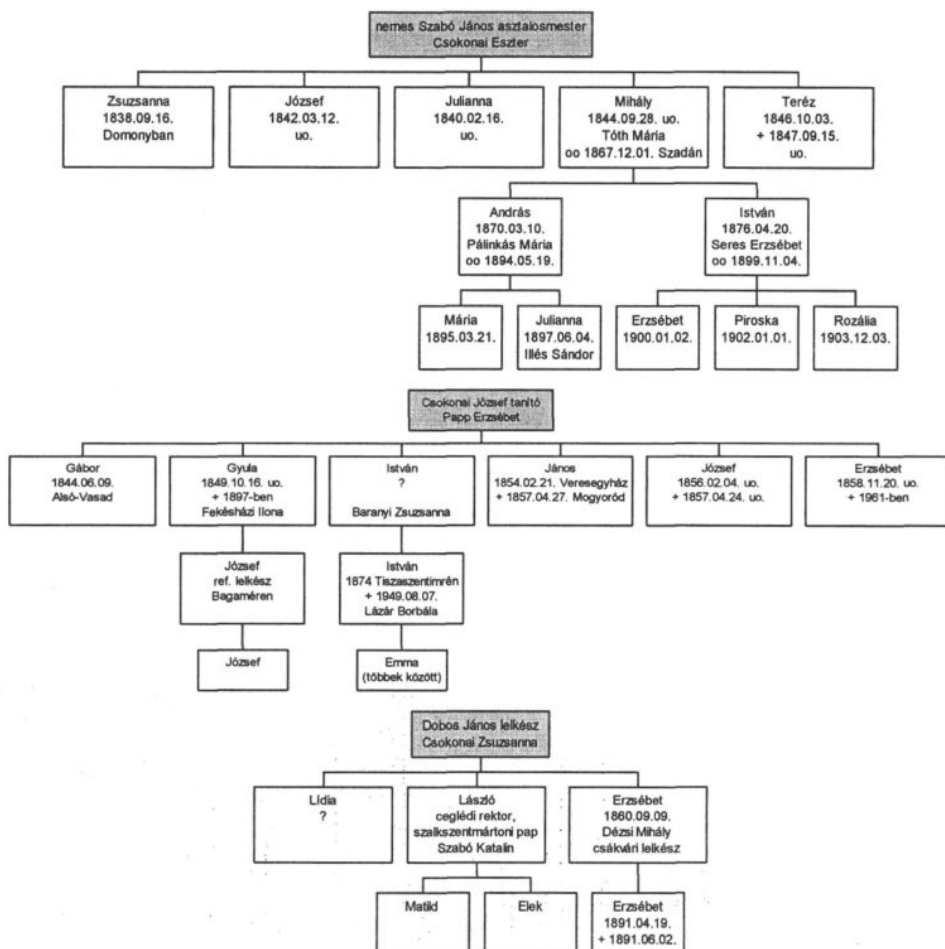 nemes Szabó János asztalosmester
Csokonai Eszter
Zsuzsanna
1838.09.16.
Domonyban
József
1842.03.12.
uo.
Julianna
1840.02.16.
uo.
Mihály
1844.09.28. uo.
Tóth Mária
oo 1867.12.01. Szadán
Teréz
1846.10.03.
+ 1847.09.15.
uo.
András
1870.03.10.
Pálinkás Mária
oo 1894.05.19.
István
1876.04.20.
Seres Erzsébet
oo 1899.11.04.
Mária
1895.03.21.
Julianna
1897.06.04.
Illés Sándor
Erzsébet
1900.01.02.
Piroska
1902.01.01.
Rozália
1903.12.03.
Csokonai József tanító
Papp Erzsébet
Gábor
1844.06.09.
Alsó-Vasad
Gyula
1849.10.16. uo.
+ 1897-ben
Fekésházi Ilona
István
?
Baranyi Zsuzsanna
János
1854.02.21. Veresegyház
+ 1857.04.27. Mogyoród
József
1856.02.04. uo.
+ 1857.04.24. uo.
Erzsébet
1858.11.20. uo.
+ 1961-ben
József
ref. lelkész
Bagaméren
István
1874 Tiszaszentimrén
+ 1949.08.07.
Lázár Borbála
József
Emma
(többek között)
Dobos János lelkész
Csokonai Zsuzsanna
Lídia
?
László
ceglédi rektor,
szalkszentmártoni pap
Szabó Katalin
Erzsébet
1860.09.09.
Dézsi Mihály
csákvári lelkész
Matild
Elek
Erzsébet
1891.04.19.
+ 1891.06.02.